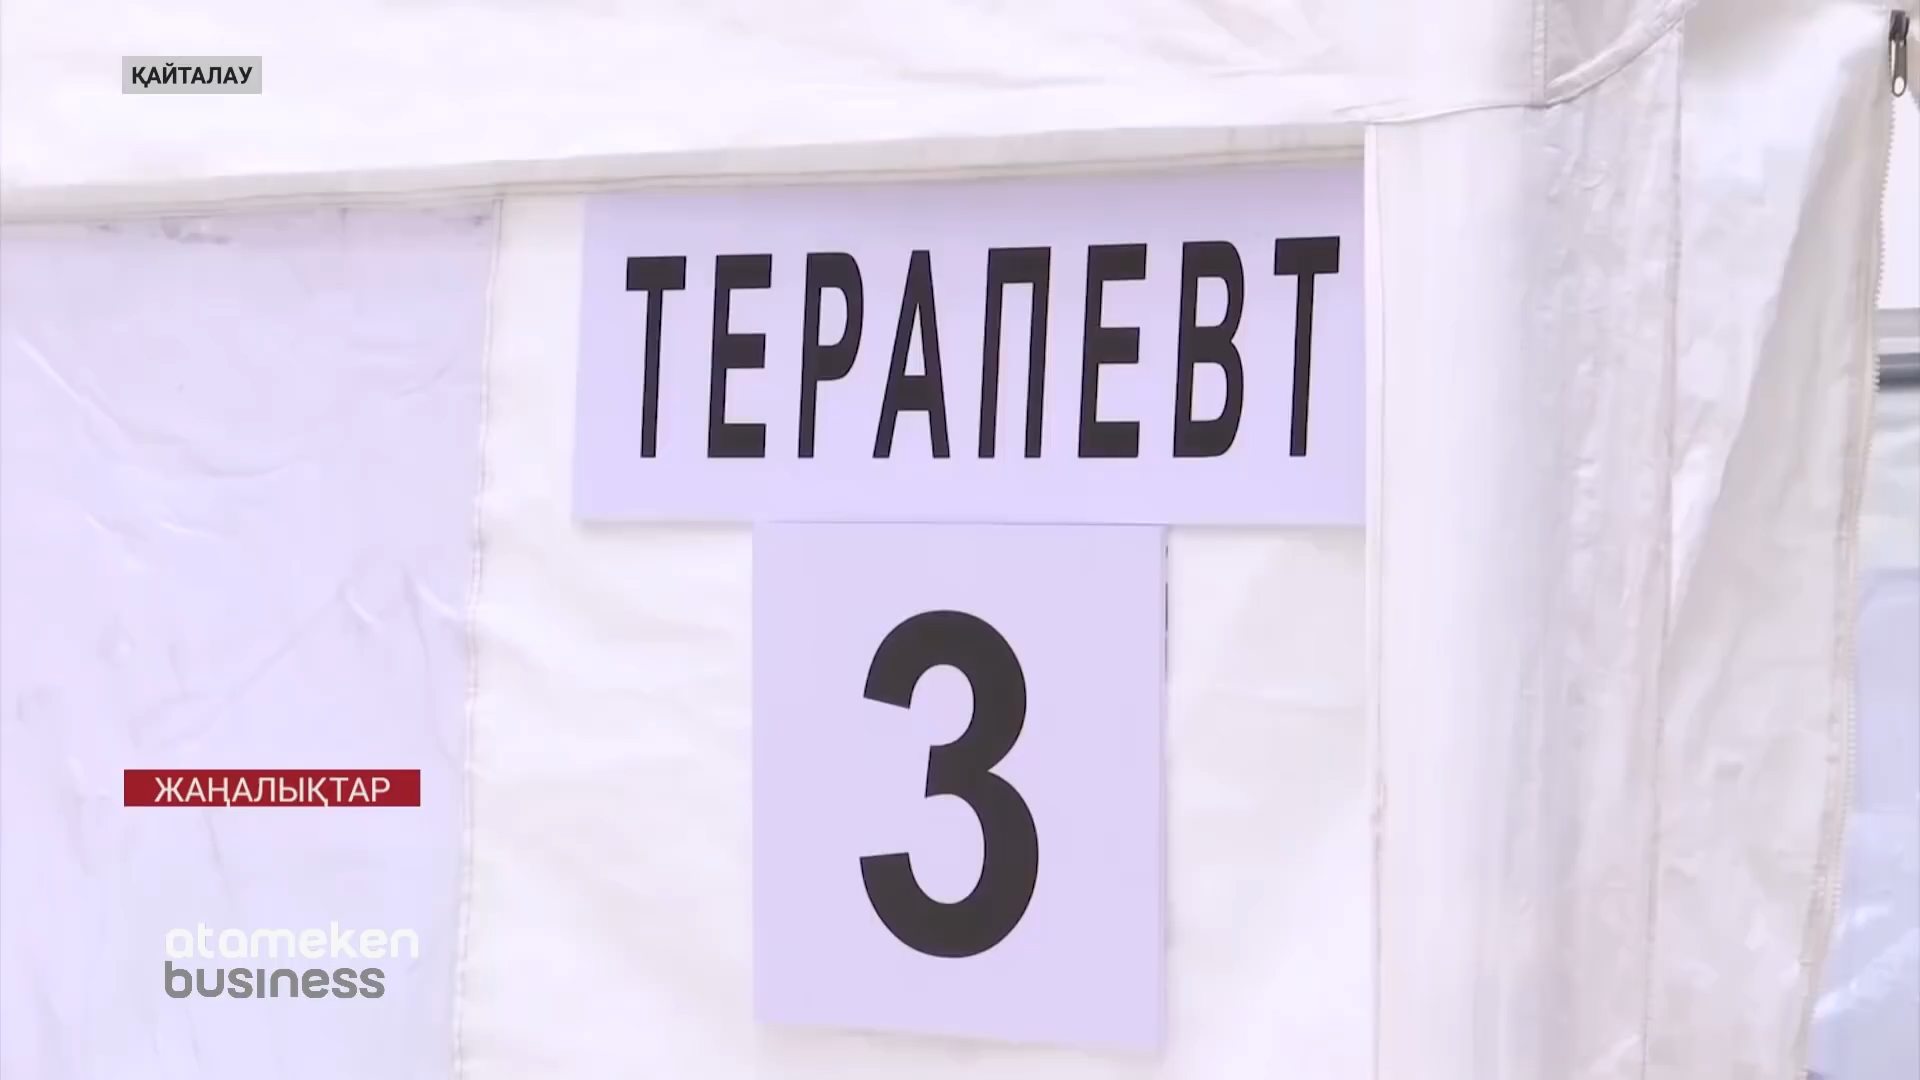 ҚАЙТАЛАУ
ТЕРАПЕВТ
3
ЖАҢАЛЫҚТАР
atameken
business